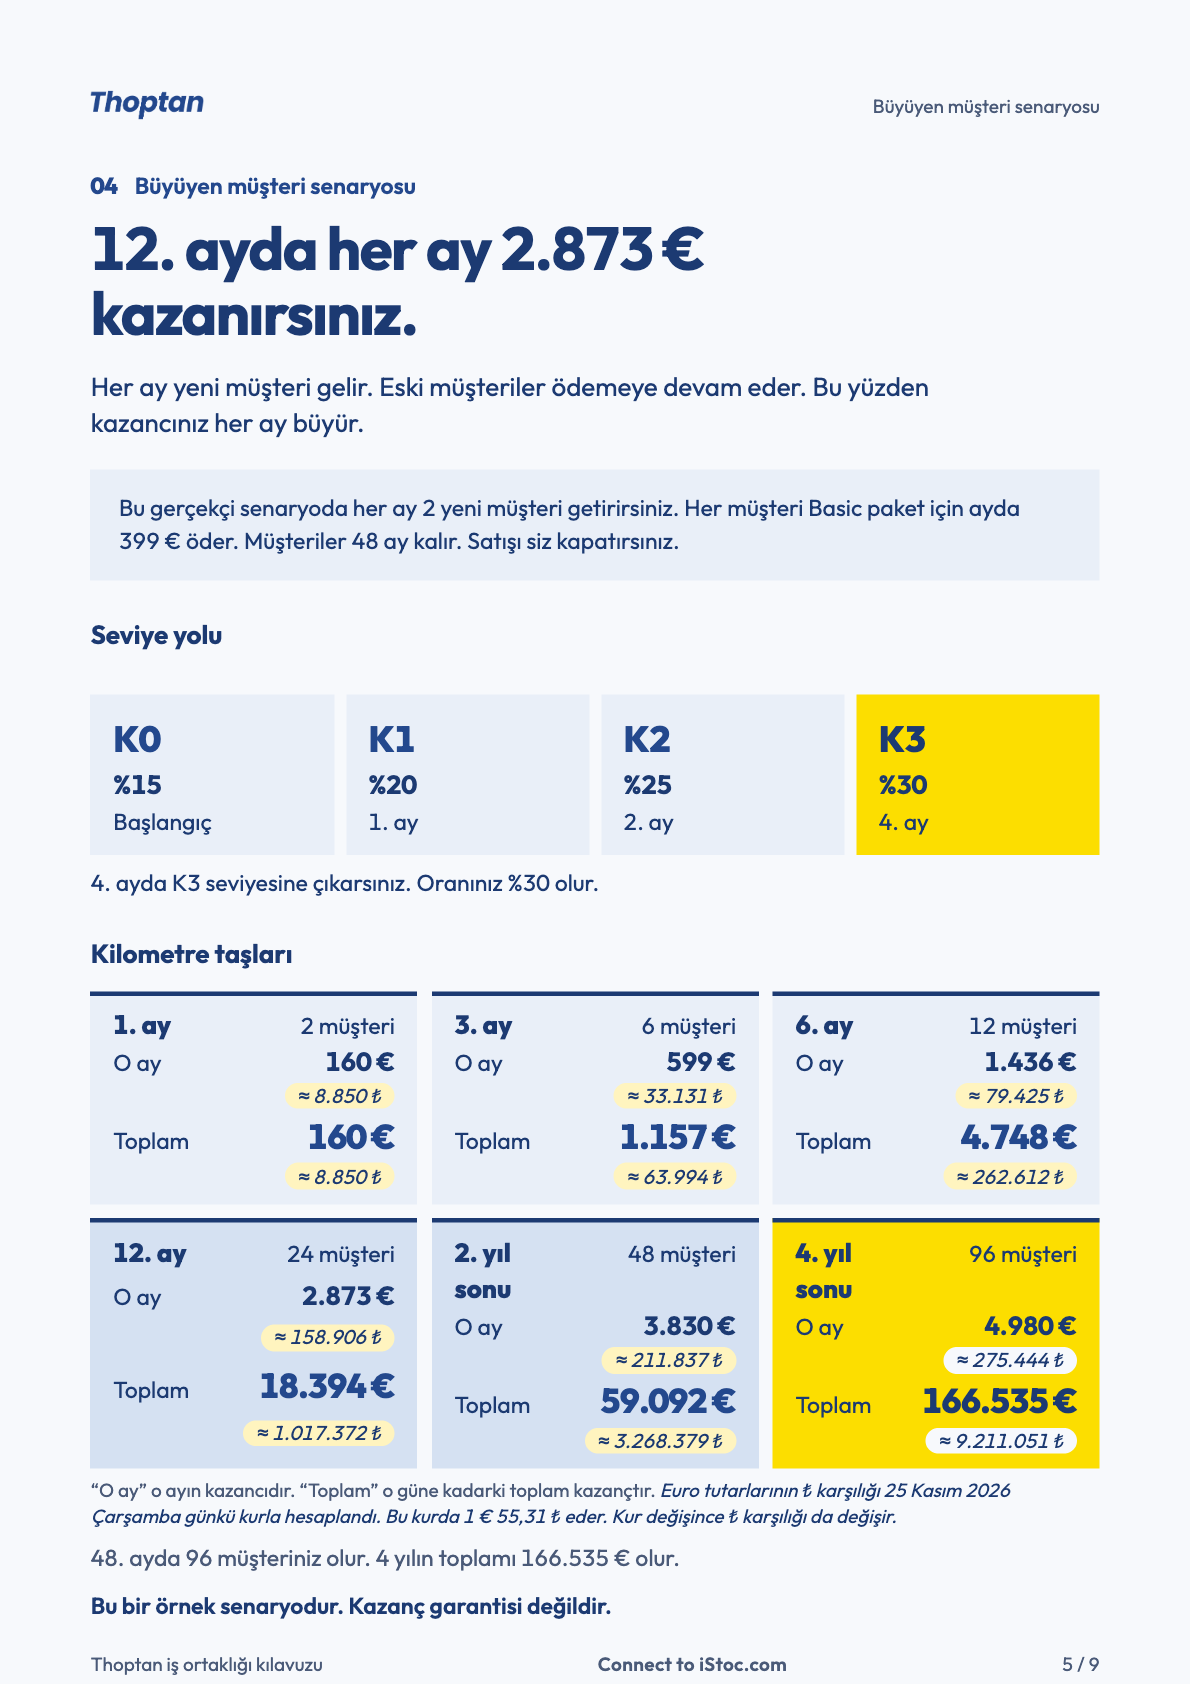 Thoptan
Büyüyen müşteri senaryosu
04 Büyüyen müşteri senaryosu
12. ayda her ay 2.873 €
kazanırsınız.
Her ay yeni müşteri gelir. Eski müşteriler ödemeye devam eder. Bu yüzden
kazancınız her ay büyür.
Bu gerçekçi senaryoda her ay 2 yeni müşteri getirirsiniz. Her müşteri Basic paket için ayda
399 € öder. Müşteriler 48 ay kalır. Satışı siz kapatırsınız.
Seviye yolu
K0
%15
Başlangıç
K1
%20
1. ay
K2
%25
2. ay
K3
%30
4. ay
4. ayda K3 seviyesine çıkarsınız. Oranınız %30 olur.
Kilometre taşları
1. ay 2 müşteri
O ay 160 €
≈ 8.850 ₺
Toplam 160 €
≈ 8.850 ₺
3. ay 6 müşteri
O ay 599 €
≈ 33.131 ₺
Toplam 1.157 €
≈ 63.994 ₺
6. ay 12 müşteri
O ay 1.436 €
≈ 79.425 ₺
Toplam 4.748 €
≈ 262.612 ₺
12. ay 24 müşteri
O ay 2.873 €
≈ 158.906 ₺
Toplam 18.394 €
≈ 1.017.372 ₺
2. yıl 48 müşteri
sonu
O ay 3.830 €
≈ 211.837 ₺
Toplam 59.092 €
≈ 3.268.379 ₺
4. yıl 96 müşteri
sonu
O ay 4.980 €
≈ 275.444 ₺
Toplam 166.535 €
≈ 9.211.051 ₺
“O ay” o ayın kazancıdır. “Toplam” o güne kadarki toplam kazançtır. Euro tutarlarının ₺ karşılığı 25 Kasım 2026
Çarşamba günkü kurla hesaplandı. Bu kurda 1 € 55,31 ₺ eder. Kur değişince ₺ karşılığı da değişir.
48. ayda 96 müşteriniz olur. 4 yılın toplamı 166.535 € olur.
Bu bir örnek senaryodur. Kazanç garantisi değildir.
Thoptan iş ortaklığı kılavuzu
Connect to iStoc.com
5 / 9